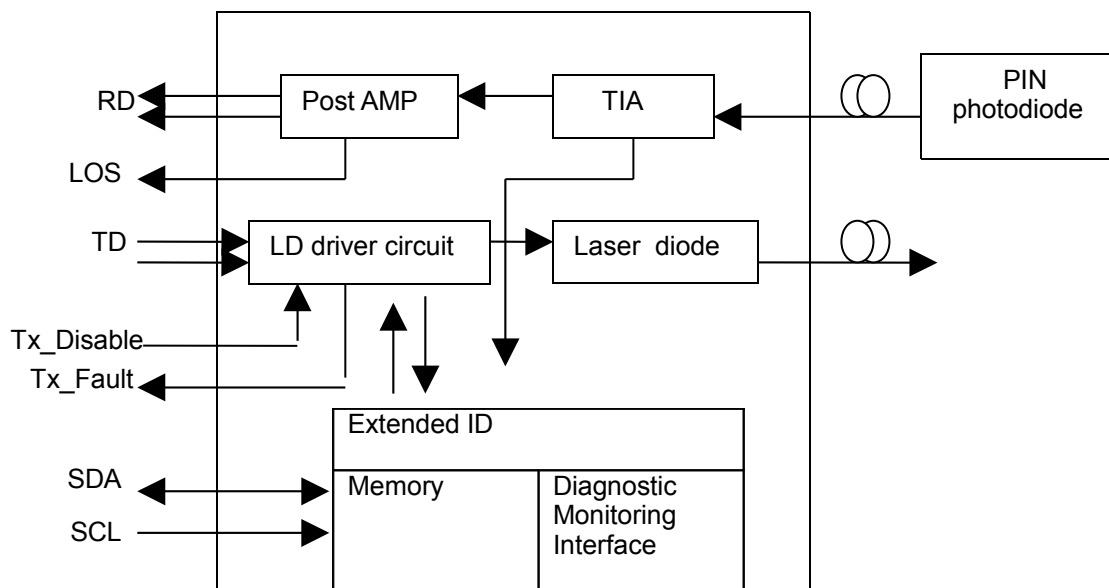 RD
Post AMP
TIA
PIN
photodiode
LOS
TD
LD driver circuit
Laser diode
Tx_Disable
Tx_Fault
Extended ID
SDA
SCL
Memory
Diagnostic
Monitoring
Interface